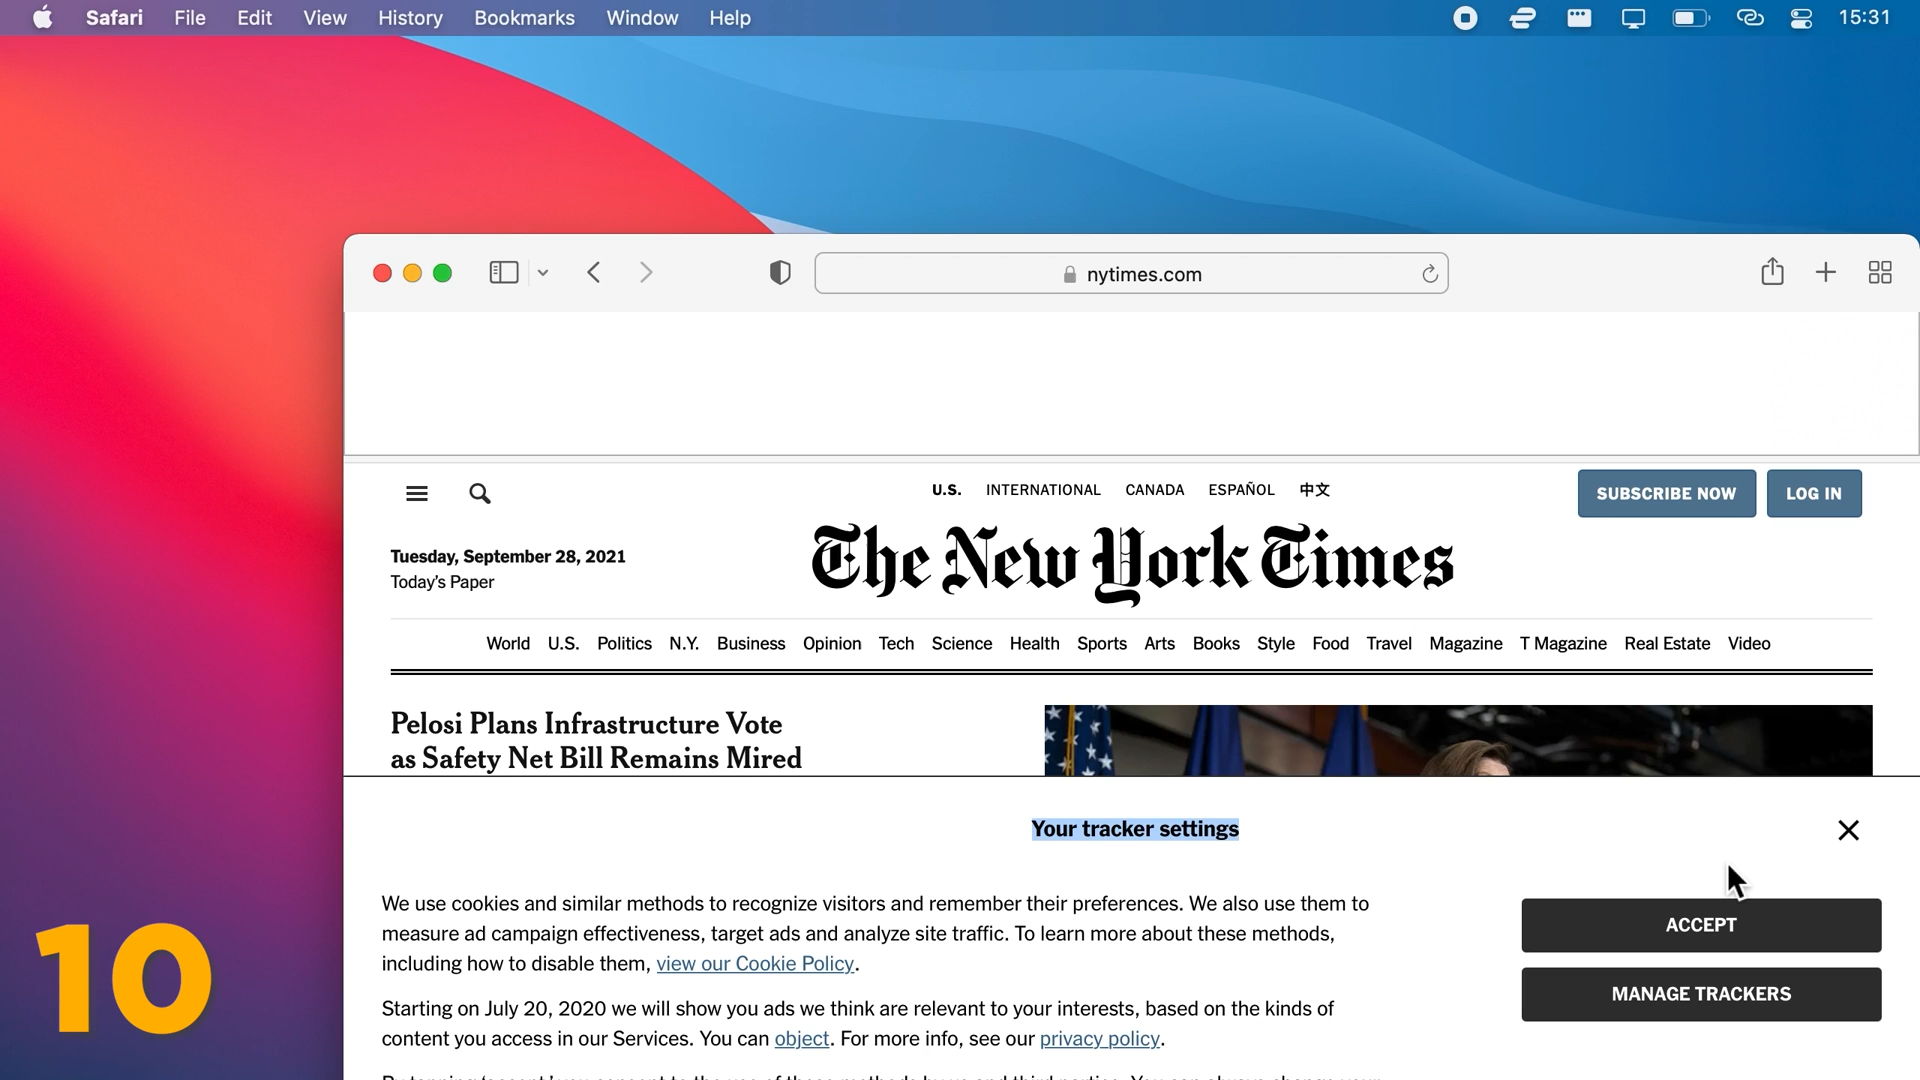 Safari File Edit View History Bookmarks Window Help 15:31
nytimes.com
U.S. INTERNATIONAL CANADA ESPAÑOL 中文
SUBSCRIBE NOW LOG IN
Tuesday, September 28, 2021
Today's Paper
The New York Times
World U.S. Politics N.Y. Business Opinion Tech Science Health Sports Arts Books Style Food Travel Magazine T Magazine Real Estate Video
Pelosi Plans Infrastructure Vote
as Safety Net Bill Remains Mired
Your tracker settings
We use cookies and similar methods to recognize visitors and remember their preferences. We also use them to
measure ad campaign effectiveness, target ads and analyze site traffic. To learn more about these methods,
including how to disable them, view our Cookie Policy.
Starting on July 20, 2020 we will show you ads we think are relevant to your interests, based on the kinds of
content you access in our Services. You can object. For more info, see our privacy policy.
ACCEPT
MANAGE TRACKERS
10